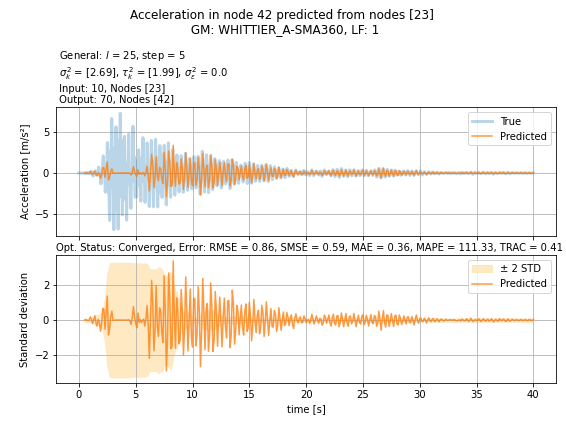 Acceleration in node 42 predicted from nodes [23]
GM: WHITTIER_A-SMA360, LF: 1
General: l = 25, step = 5
σ²ₖ = [2.69], τ²ₖ = [1.99], σ²ε = 0.0
Input: 10, Nodes [23]
Output: 70, Nodes [42]
Acceleration [m/s²]
5
0
−5
True
Predicted
Opt. Status: Converged, Error: RMSE = 0.86, SMSE = 0.59, MAE = 0.36, MAPE = 111.33, TRAC = 0.41
Standard deviation
2
0
−2
± 2 STD
Predicted
0 5 10 15 20 25 30 35 40
time [s]